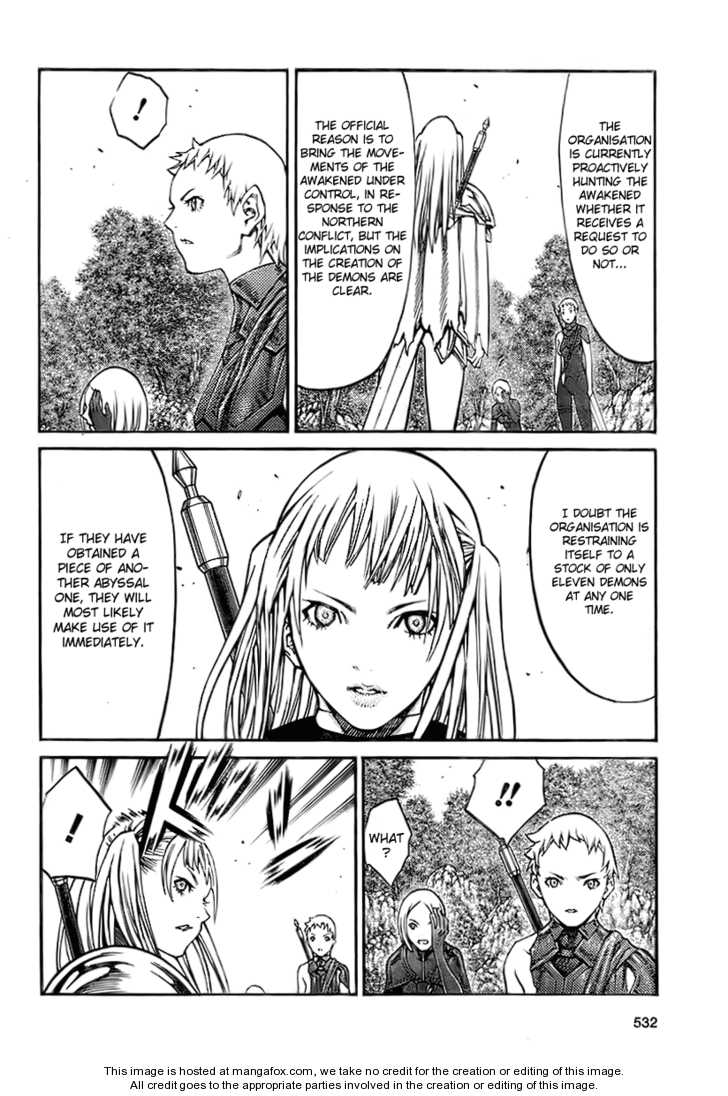 THE
ORGANISATION
IS CURRENTLY
PROACTIVELY
HUNTING THE
AWAKENED
WHETHER IT
RECEIVES A
REQUEST TO
DO SO OR
NOT...
THE OFFICIAL
REASON IS TO
BRING THE MOVE-
MENTS OF THE
AWAKENED UNDER
CONTROL, IN RE-
SPONSE TO THE
NORTHERN
CONFLICT, BUT THE
IMPLICATIONS ON
THE CREATION OF
THE DEMONS ARE
CLEAR.
!
I DOUBT THE
ORGANISATION IS
RESTRAINING
ITSELF TO A
STOCK OF ONLY
ELEVEN DEMONS
AT ANY ONE
TIME.
IF THEY HAVE
OBTAINED A
PIECE OF ANO-
THER ABYSSAL
ONE, THEY WILL
MOST LIKELY
MAKE USE OF IT
IMMEDIATELY.
!!
WHAT
?
!
532
This image is hosted at mangafox.com, we take no credit for the creation or editing of this image.
All credit goes to the appropriate parties involved in the creation or editing of this image.